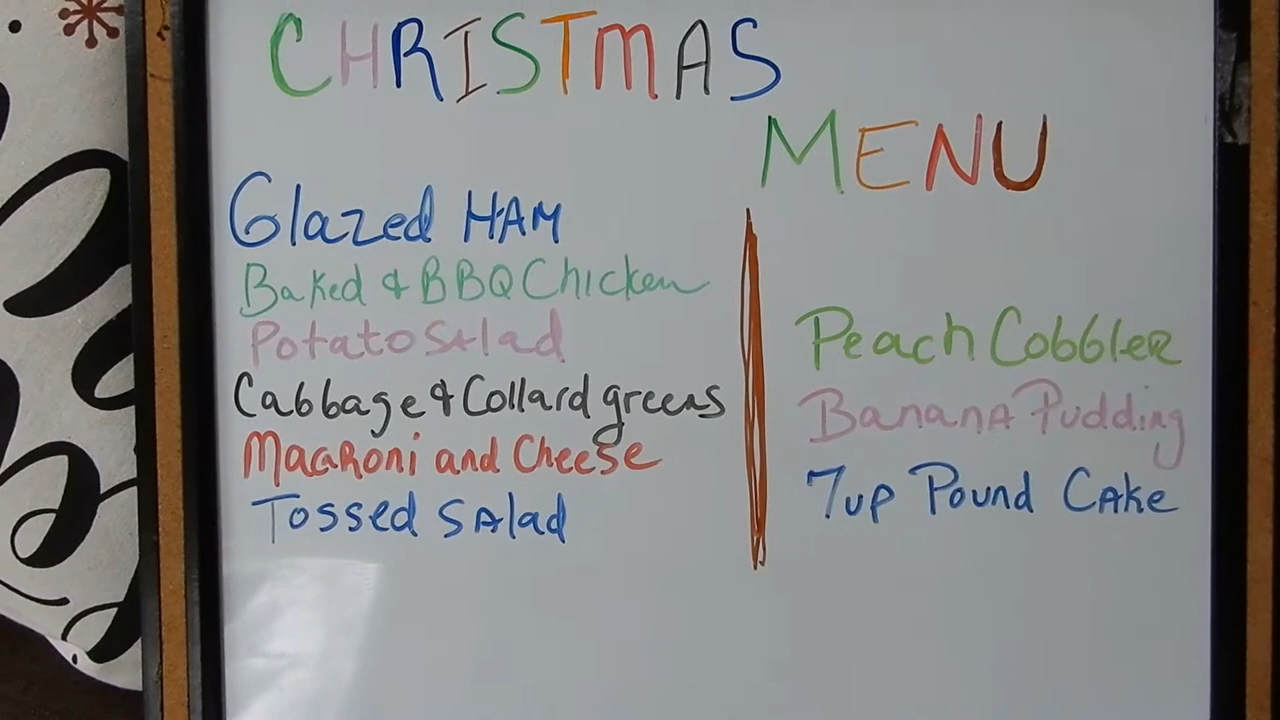 CHRISTMAS
MENU
Glazed HAM
Baked & BBQ Chicken
Potato Salad
Cabbage & Collard greens
Macaroni and Cheese
Tossed Salad
Peach Cobbler
Banana Pudding
7up Pound Cake